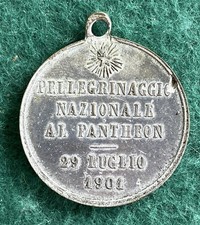 PELLEGRINAGGIO
NAZIONALE
AL PANTHEON
29 LUGLIO
1901